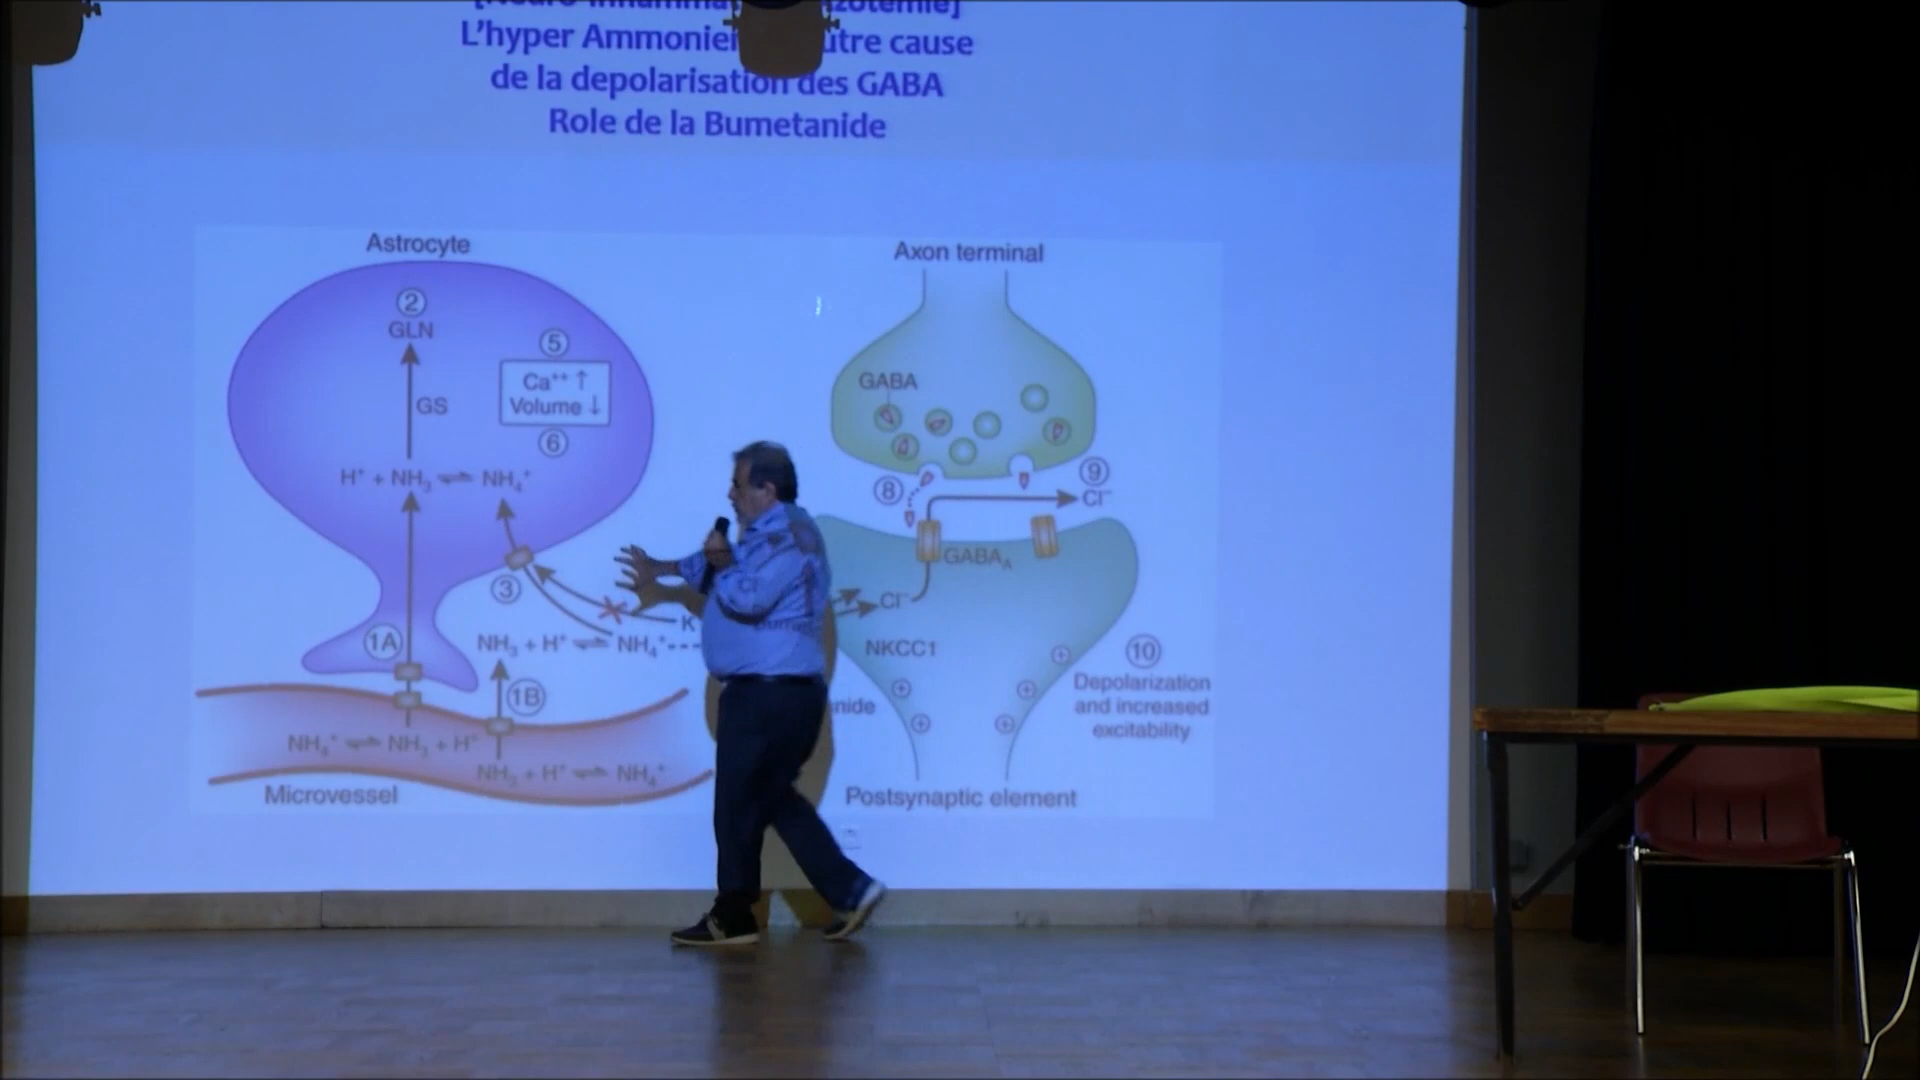 L'hyper cause
de la depolarisation des GABA
Role de la Bumetanide
Astrocyte
2
GLN
GS
5
Ca⁺⁺ ↑
Volume ↓
6
H⁺ + NH₃ ⇌ NH₄⁺
3
1A
NH₃ + H⁺ ⇌ NH₄⁺
K
1B
NH₄⁺ ⇌ NH₃ + H⁺
NH₃ + H⁺ ⇌ NH₄⁺
Microvessel
Axon terminal
GABA
8
9
Cl⁻
GABA_A
Cl⁻
NKCC1
10
Depolarization
and increased
excitability
Postsynaptic element